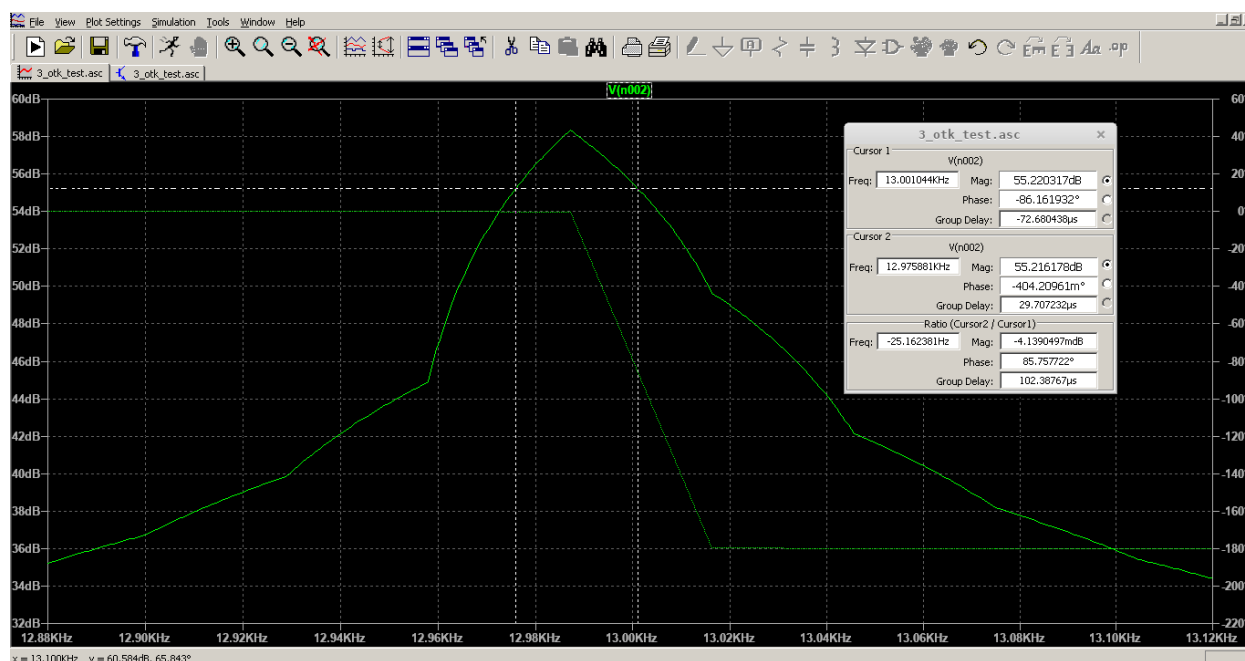 File View Plot Settings Simulation Tools Window Help
3_otk_test.asc 3_otk_test.asc
V(n002)
60dB
58dB
56dB
54dB
52dB
50dB
48dB
46dB
44dB
42dB
40dB
38dB
36dB
34dB
32dB
60°
40°
20°
0°
-20°
-40°
-60°
-80°
-100°
-120°
-140°
-160°
-180°
-200°
-220°
3_otk_test.asc
Cursor 1
V(n002)
Freq: 13.001044KHz Mag: 55.220317dB
Phase: -86.161932°
Group Delay: -72.680438µs
Cursor 2
V(n002)
Freq: 12.975881KHz Mag: 55.216178dB
Phase: -404.20961m°
Group Delay: 29.707232µs
Ratio (Cursor2 / Cursor1)
Freq: -25.162381Hz Mag: -4.1390497mdB
Phase: 85.757722°
Group Delay: 102.38767µs
12.88KHz 12.90KHz 12.92KHz 12.94KHz 12.96KHz 12.98KHz 13.00KHz 13.02KHz 13.04KHz 13.06KHz 13.08KHz 13.10KHz 13.12KHz
x = 13.100KHz y = 60.584dB, 65.843°